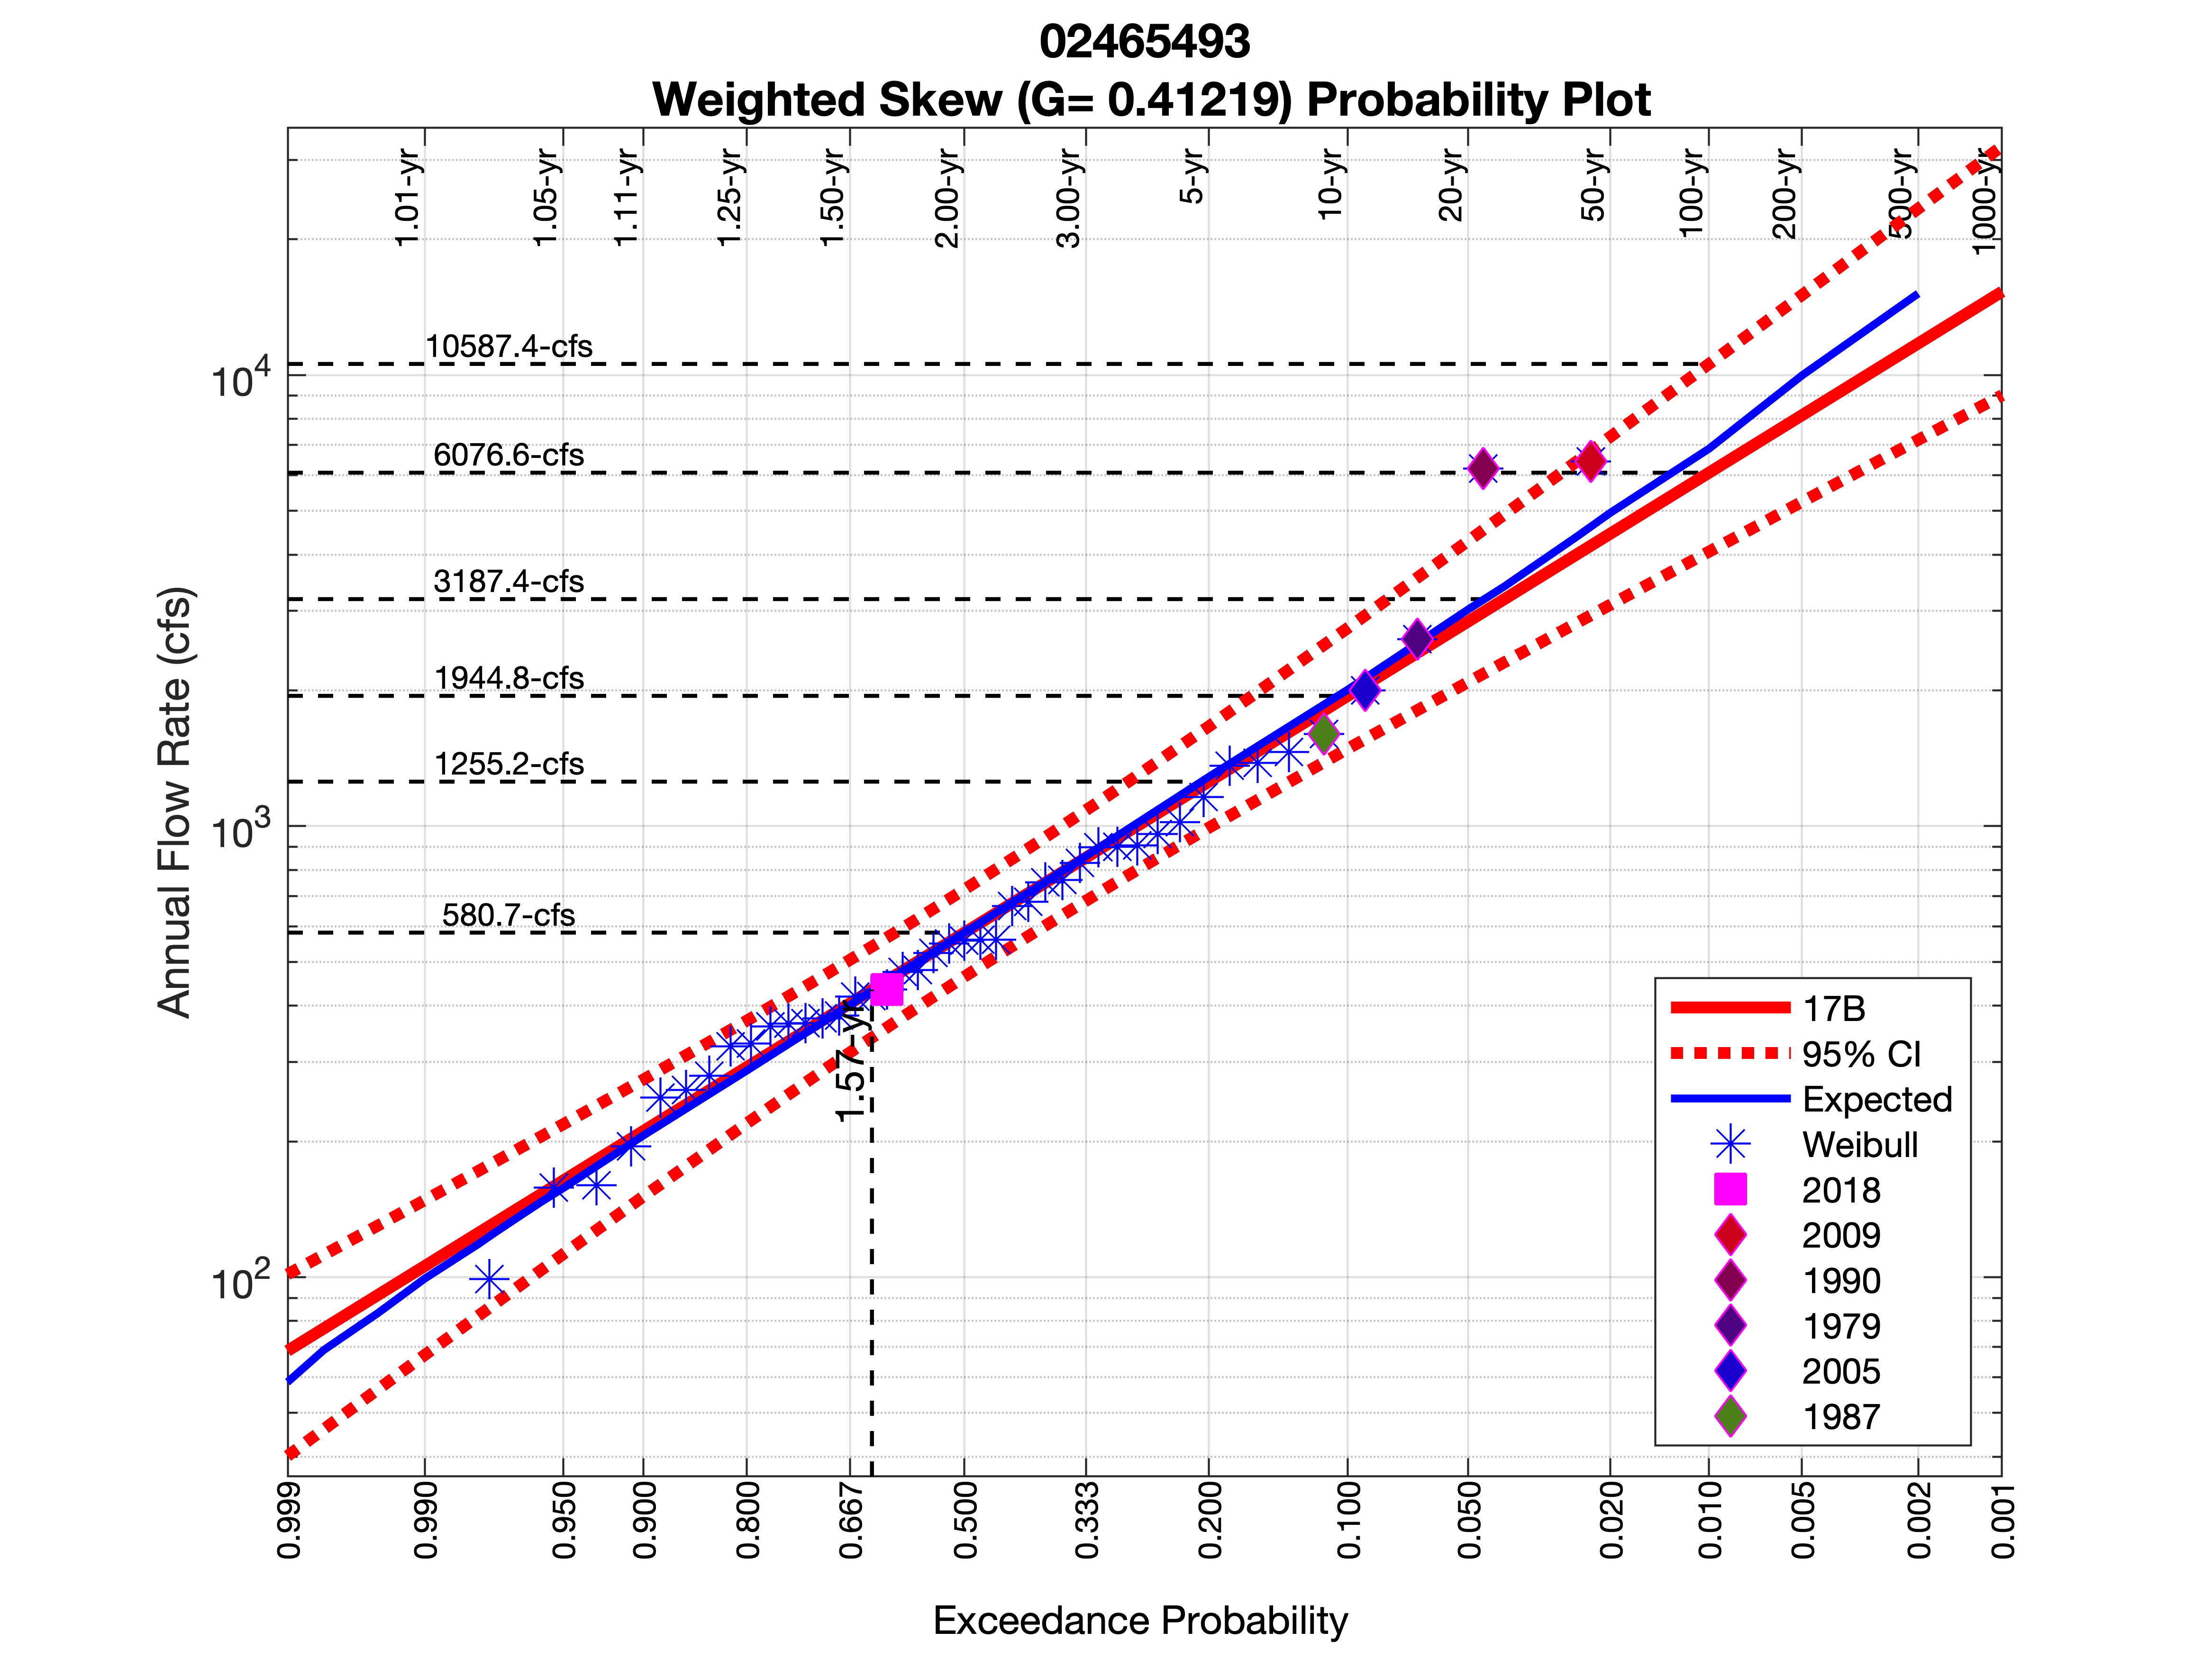 02465493
Weighted Skew (G= 0.41219) Probability Plot
1.01-yr
1.05-yr
1.11-yr
1.25-yr
1.50-yr
2.00-yr
3.00-yr
5-yr
10-yr
20-yr
50-yr
100-yr
200-yr
500-yr
1000-yr
10587.4-cfs
6076.6-cfs
3187.4-cfs
1944.8-cfs
1255.2-cfs
580.7-cfs
1.57-yr
10^4
10^3
10^2
Annual Flow Rate (cfs)
17B
95% CI
Expected
Weibull
2018
2009
1990
1979
2005
1987
0.999
0.990
0.950
0.900
0.800
0.667
0.500
0.333
0.200
0.100
0.050
0.020
0.010
0.005
0.002
0.001
Exceedance Probability